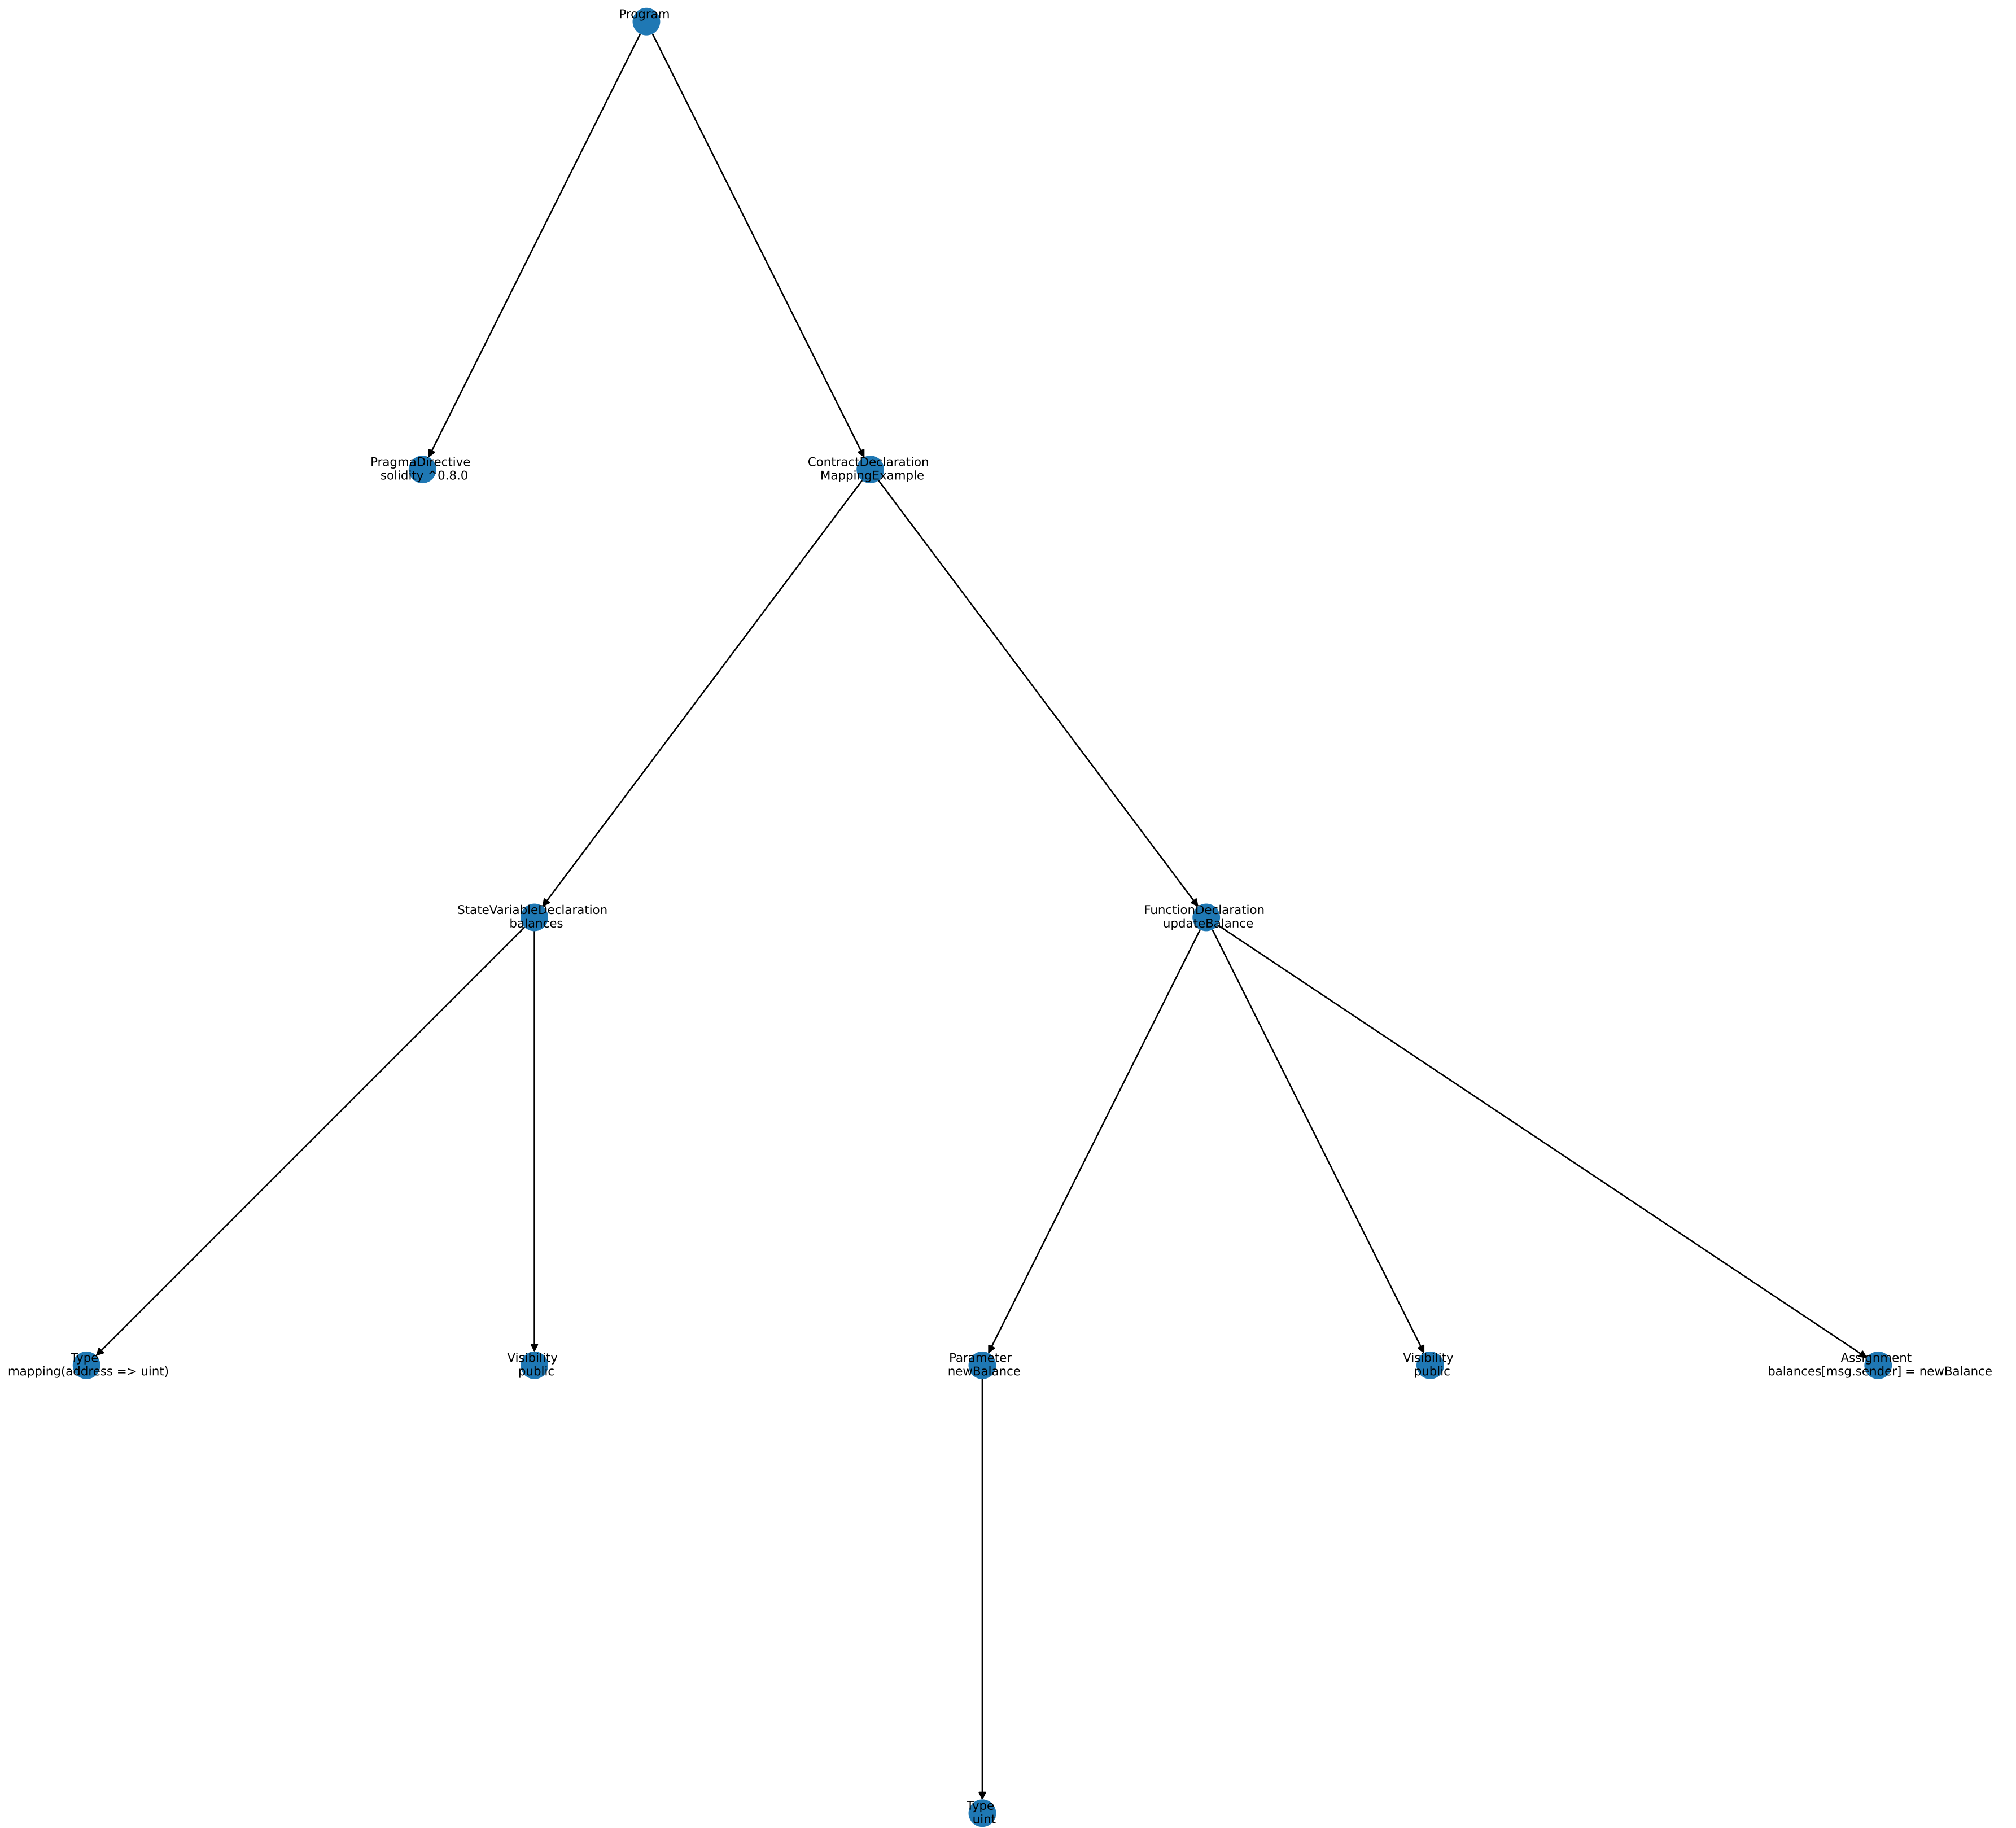 Program
PragmaDirective
solidity ^0.8.0
ContractDeclaration
MappingExample
StateVariableDeclaration
balances
FunctionDeclaration
updateBalance
Type
mapping(address => uint)
Visibility
public
Parameter
newBalance
Visibility
public
Assignment
balances[msg.sender] = newBalance
Type
uint